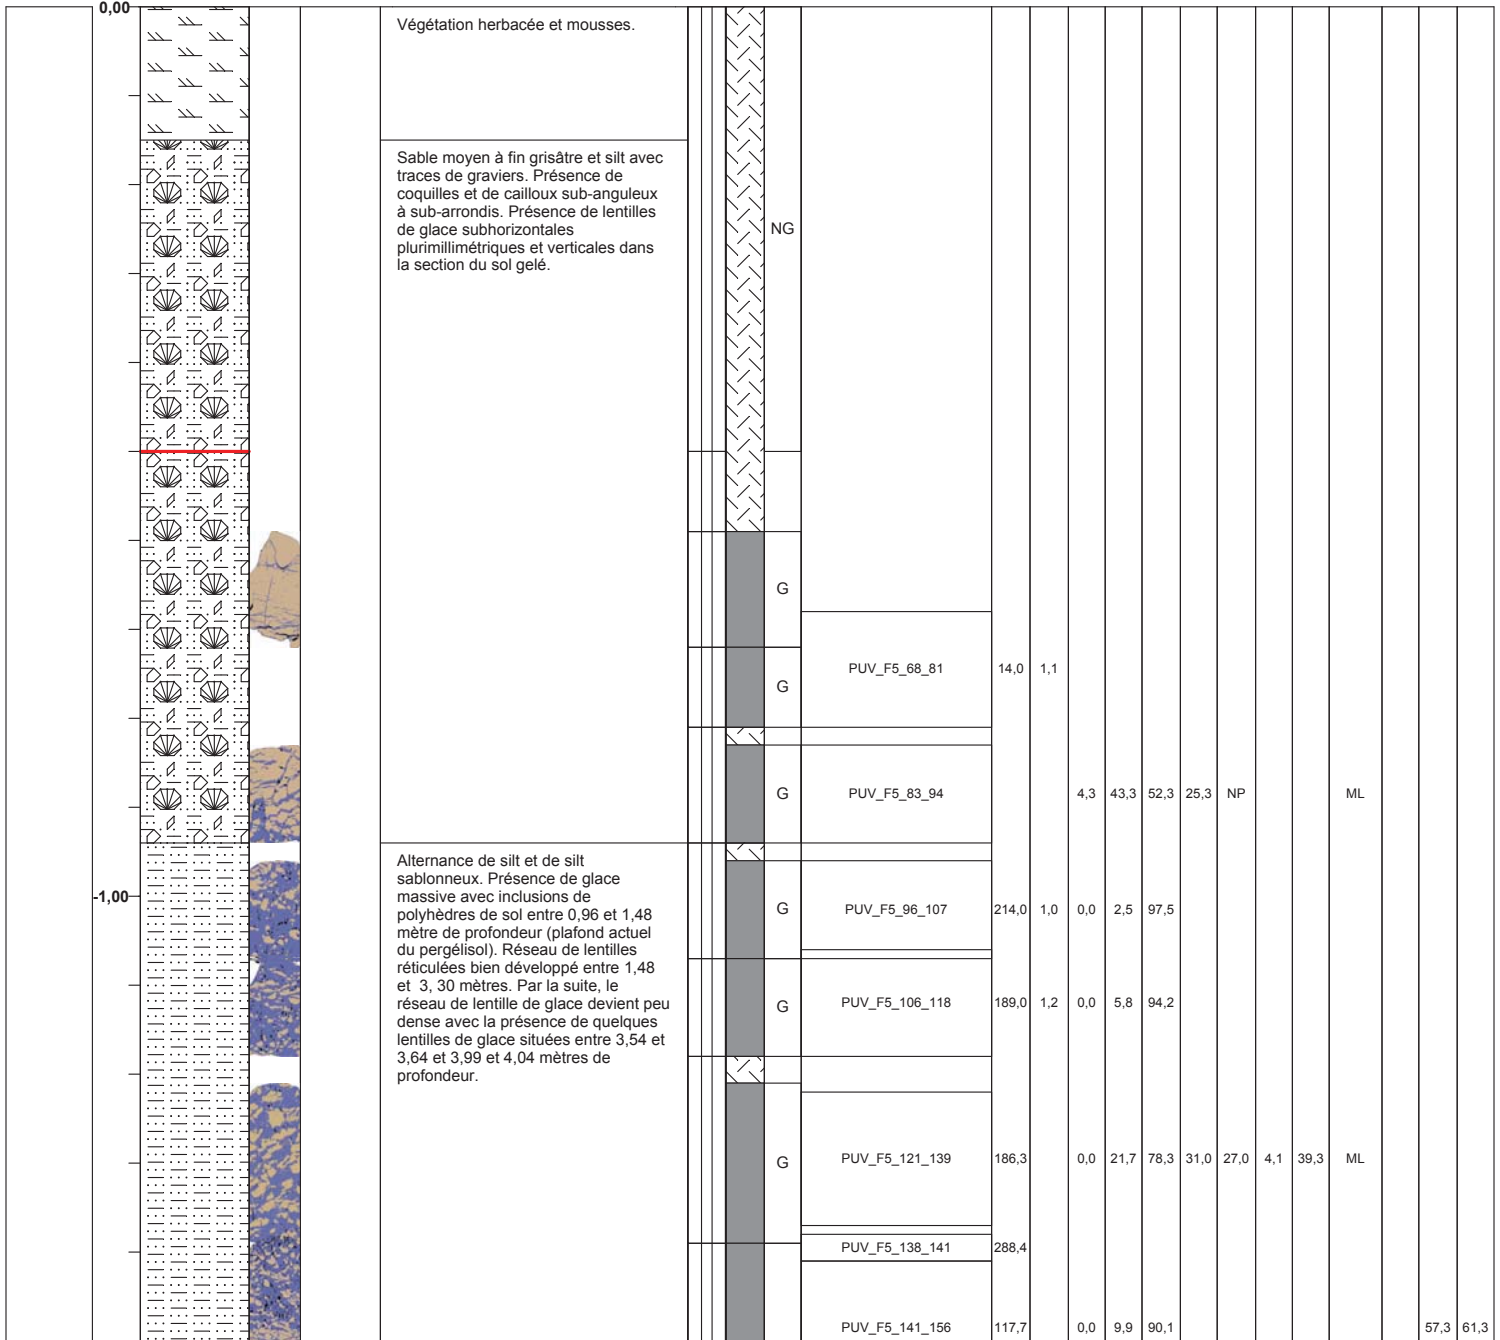 0,00
Végétation herbacée et mousses.
Sable moyen à fin grisâtre et silt avec
traces de graviers. Présence de
coquilles et de cailloux sub-anguleux
à sub-arrondis. Présence de lentilles
de glace subhorizontales
plurimillimétriques et verticales dans
la section du sol gelé.
NG
G
G PUV_F5_68_81 14,0 1,1
G PUV_F5_83_94 4,3 43,3 52,3 25,3 NP ML
Alternance de silt et de silt
sablonneux. Présence de glace
massive avec inclusions de
polyhèdres de sol entre 0,96 et 1,48
mètre de profondeur (plafond actuel
du pergélisol). Réseau de lentilles
réticulées bien développé entre 1,48
et 3, 30 mètres. Par la suite, le
réseau de lentille de glace devient peu
dense avec la présence de quelques
lentilles de glace situées entre 3,54 et
3,64 et 3,99 et 4,04 mètres de
profondeur.
-1,00
G PUV_F5_96_107 214,0 1,0 0,0 2,5 97,5
G PUV_F5_106_118 189,0 1,2 0,0 5,8 94,2
G PUV_F5_121_139 186,3 0,0 21,7 78,3 31,0 27,0 4,1 39,3 ML
PUV_F5_138_141 288,4
PUV_F5_141_156 117,7 0,0 9,9 90,1 57,3 61,3